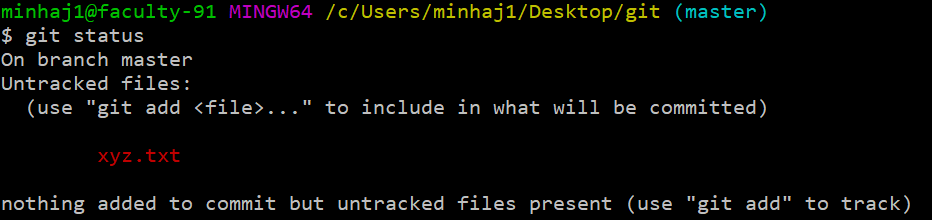 minhaj1@faculty-91 MINGW64 /c/Users/minhaj1/Desktop/git (master)
$ git status
On branch master
Untracked files:
  (use "git add <file>..." to include in what will be committed)
        xyz.txt
nothing added to commit but untracked files present (use "git add" to track)